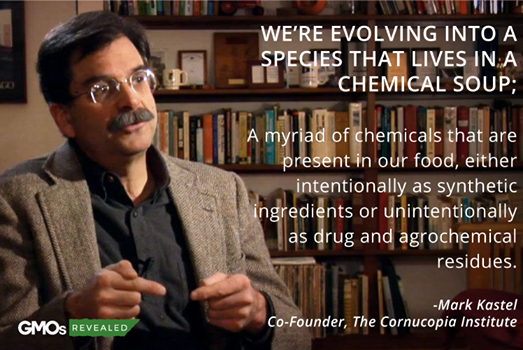 WE'RE EVOLVING INTO A
SPECIES THAT LIVES IN A
CHEMICAL SOUP;
A myriad of chemicals that are
present in our food, either
intentionally as synthetic
ingredients or unintentionally
as drug and agrochemical
residues.
-Mark Kastel
Co-Founder, The Cornucopia Institute
GMOs REVEALED